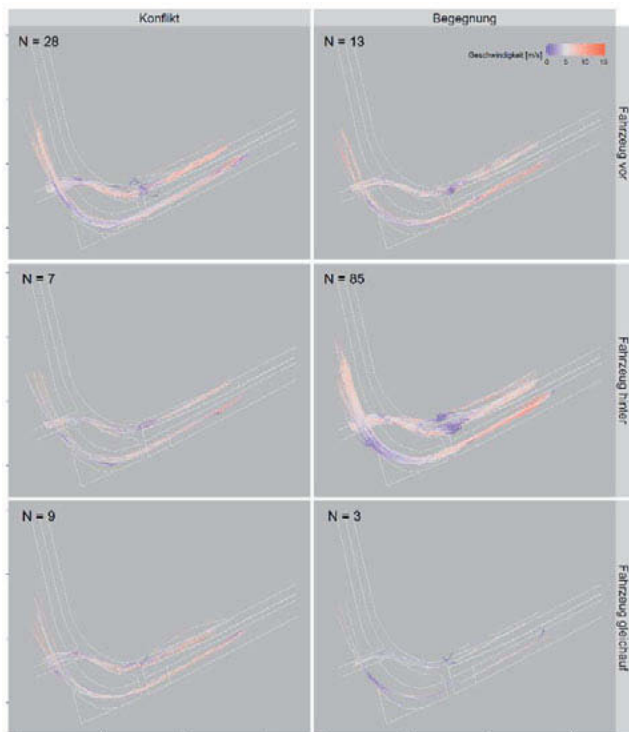 Konflikt
Begegnung
N = 28
N = 13
Geschwindigkeit [m/s]
0 5 10 15
Fahrzeug vor
N = 7
N = 85
Fahrzeug hinter
N = 9
N = 3
Fahrzeug gleichauf